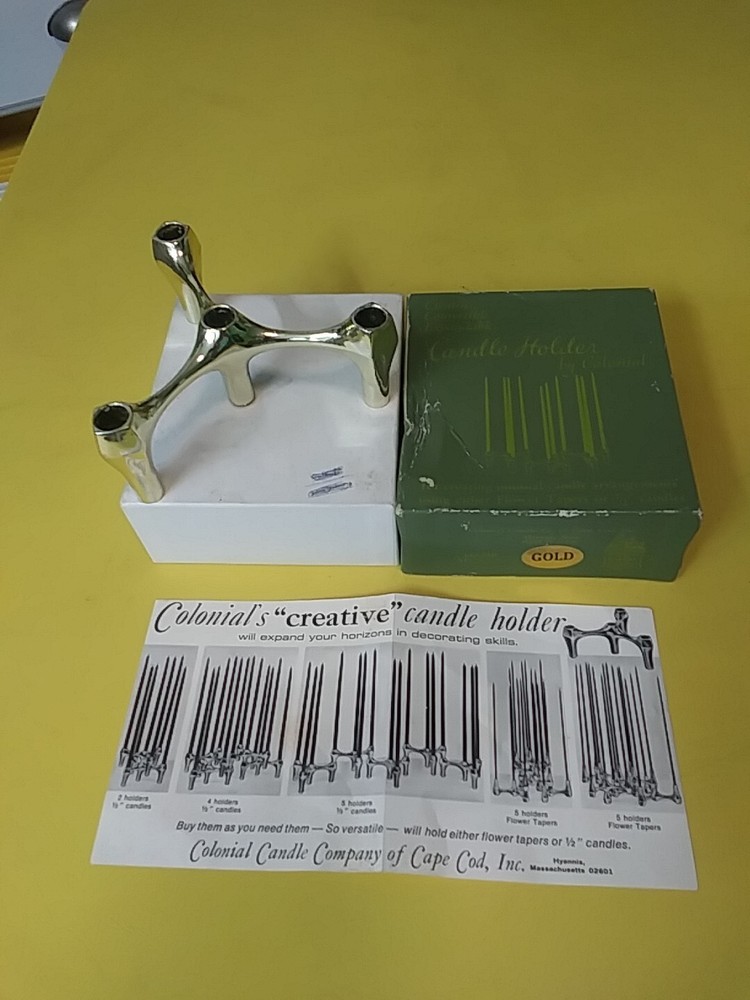 Candle Holder
by Colonial
GOLD
Colonial's "creative" candle holder
will expand your horizons in decorating skills.
2 holders
½" candles
4 holders
½" candles
5 holders
½" candles
5 holders
Flower Tapers
5 holders
Flower Tapers
Buy them as you need them — So versatile — will hold either flower tapers or ½" candles.
Colonial Candle Company of Cape Cod, Inc. Hyannis, Massachusetts 02601